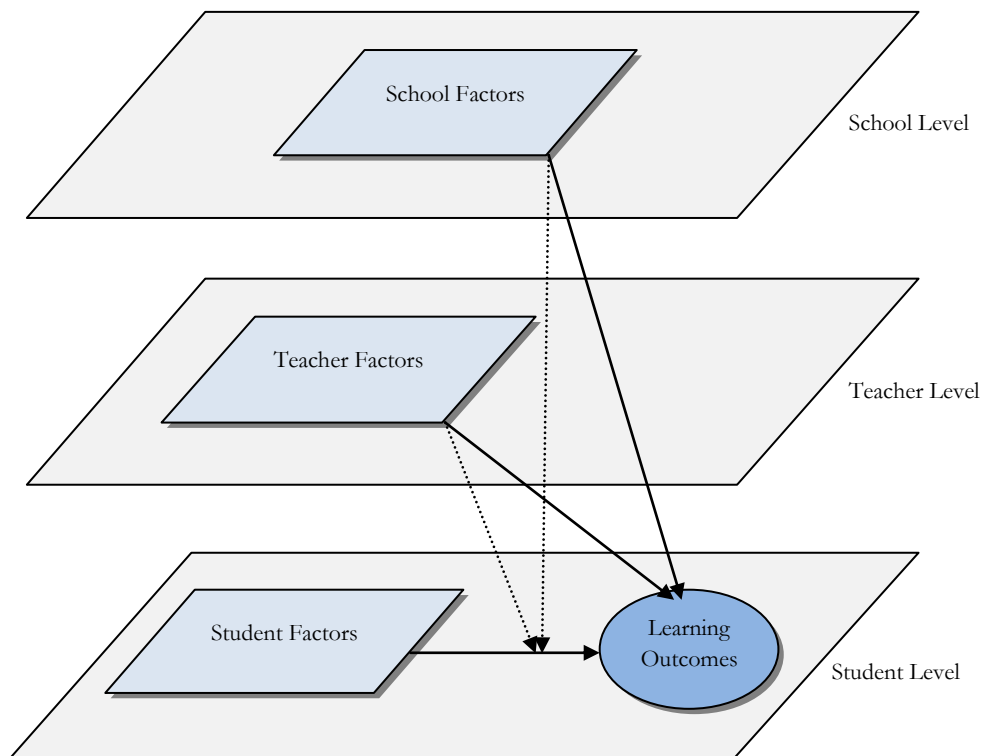 School Factors
School Level
Teacher Factors
Teacher Level
Student Factors
Learning
Outcomes
Student Level